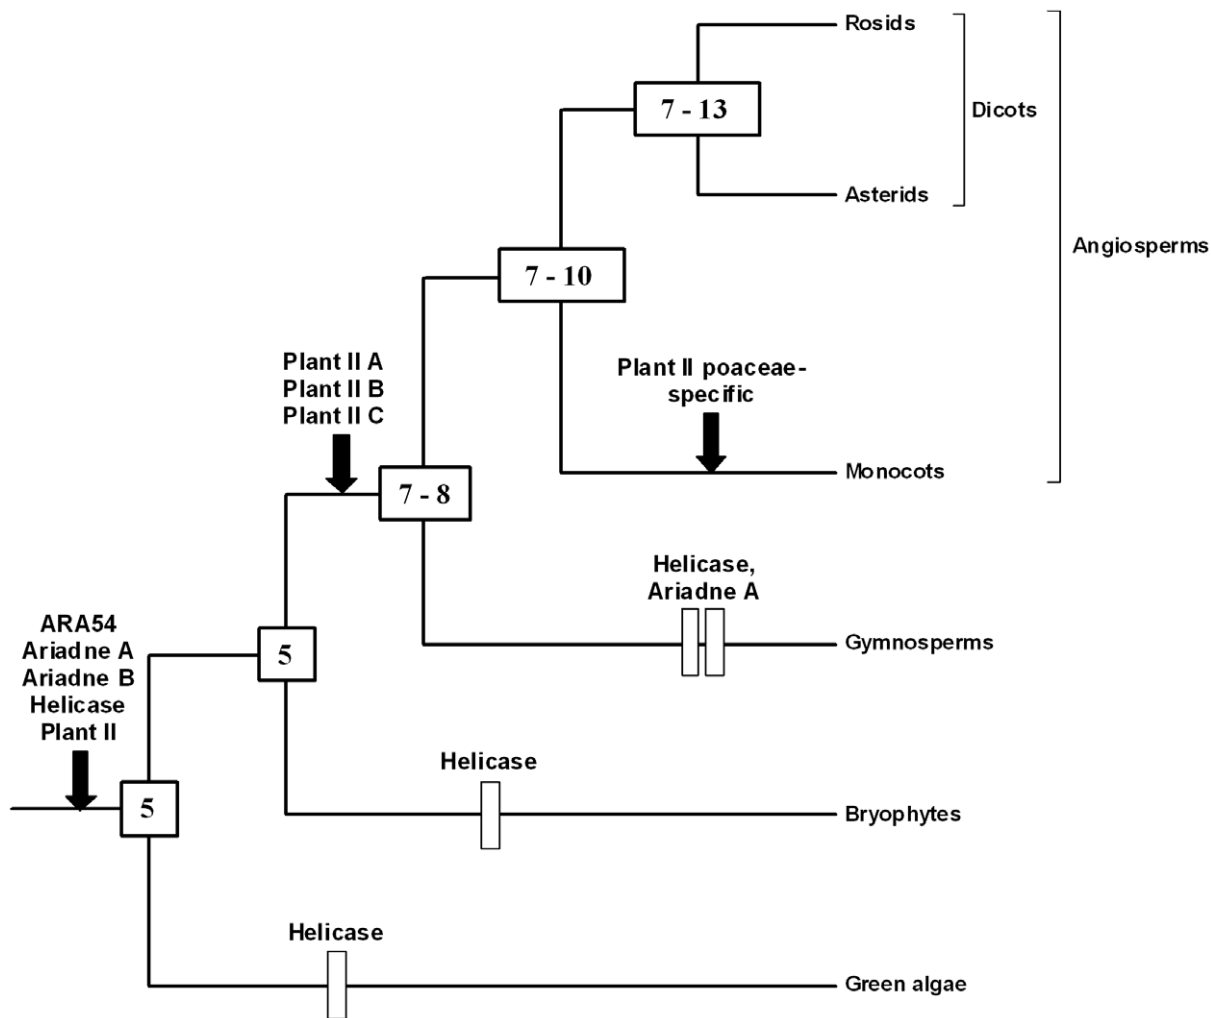 Rosids
7 - 13
Dicots
Asterids
Angiosperms
7 - 10
Plant II A
Plant II B
Plant II C
Plant II poaceae-
specific
Monocots
7 - 8
Helicase,
Ariadne A
Gymnosperms
ARA54
Ariadne A
Ariadne B
Helicase
Plant II
5
Helicase
Bryophytes
5
Helicase
Green algae